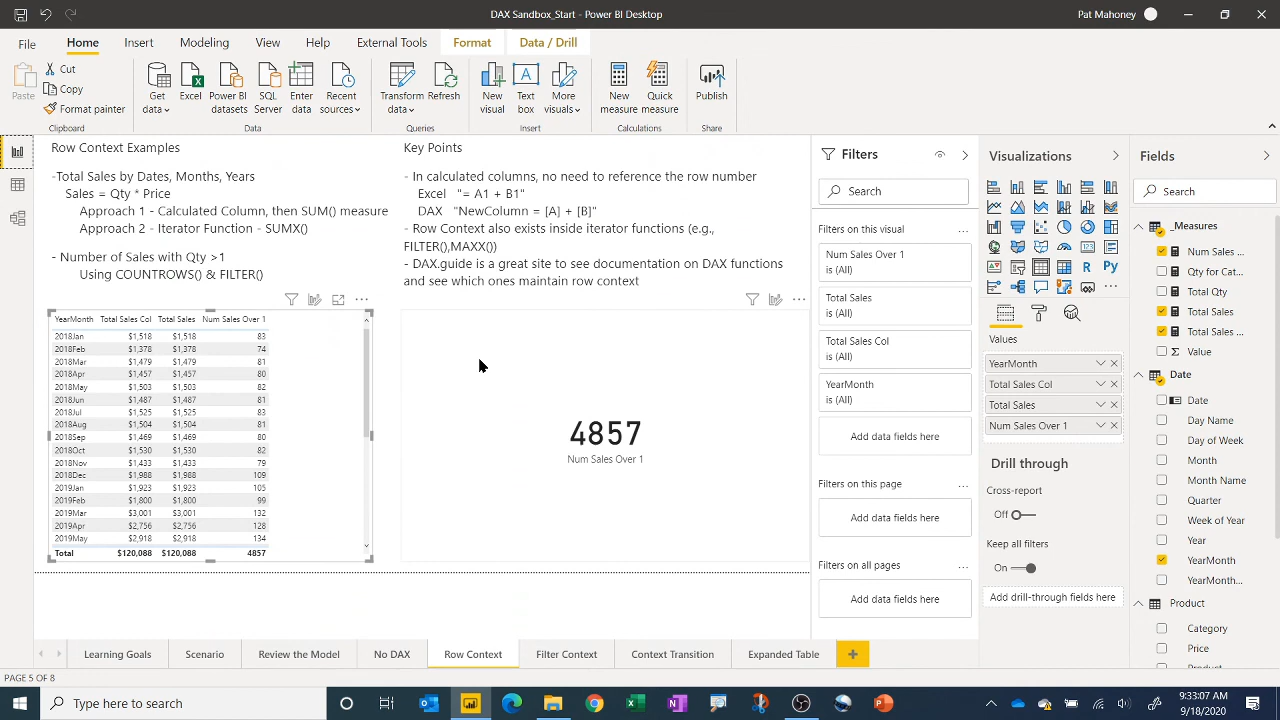 DAX Sandbox_Start - Power BI Desktop
Pat Mahoney
File
Home
Insert
Modeling
View
Help
External Tools
Format
Data / Drill
Paste
Cut
Copy
Format painter
Clipboard
Get data
Excel
Power BI datasets
SQL Server
Enter data
Recent sources
Data
Transform data
Refresh
Queries
New visual
Text box
More visuals
Insert
New measure
Quick measure
Calculations
Publish
Share
Row Context Examples
-Total Sales by Dates, Months, Years
Sales = Qty * Price
Approach 1 - Calculated Column, then SUM() measure
Approach 2 - Iterator Function - SUMX()
- Number of Sales with Qty >1
Using COUNTROWS() & FILTER()
Key Points
- In calculated columns, no need to reference the row number
Excel "= A1 + B1"
DAX "NewColumn = [A] + [B]"
- Row Context also exists inside iterator functions (e.g.,
FILTER(),MAXX())
- DAX.guide is a great site to see documentation on DAX functions
and see which ones maintain row context
YearMonth Total Sales Col Total Sales Num Sales Over 1
2018Jan $1,518 $1,518 83
2018Feb $1,378 $1,378 74
2018Mar $1,479 $1,479 81
2018Apr $1,457 $1,457 80
2018May $1,503 $1,503 82
2018Jun $1,487 $1,487 81
2018Jul $1,525 $1,525 83
2018Aug $1,504 $1,504 81
2018Sep $1,469 $1,469 80
2018Oct $1,530 $1,530 82
2018Nov $1,433 $1,433 79
2018Dec $1,988 $1,988 109
2019Jan $1,923 $1,923 105
2019Feb $1,800 $1,800 99
2019Mar $3,001 $3,001 132
2019Apr $2,756 $2,756 128
2019May $2,918 $2,918 134
Total $120,088 $120,088 4857
4857
Num Sales Over 1
Filters
Search
Filters on this visual ...
Num Sales Over 1
is (All)
Total Sales
is (All)
Total Sales Col
is (All)
YearMonth
is (All)
Add data fields here
Filters on this page ...
Add data fields here
Filters on all pages ...
Add data fields here
Visualizations
R
Py
123
Values
YearMonth
Total Sales Col
Total Sales
Num Sales Over 1
Drill through
Cross-report
Off
Keep all filters
On
Add drill-through fields here
Fields
Search
_Measures
Num Sales ...
Qty for Cat...
Total Qty
Total Sales
Total Sales ...
Value
Date
Date
Day Name
Day of Week
Month
Month Name
Quarter
Week of Year
Year
YearMonth
YearMonth...
Product
Category
Price
Learning Goals
Scenario
Review the Model
No DAX
Row Context
Filter Context
Context Transition
Expanded Table
PAGE 5 OF 8
Type here to search
9:33:07 AM
9/18/2020